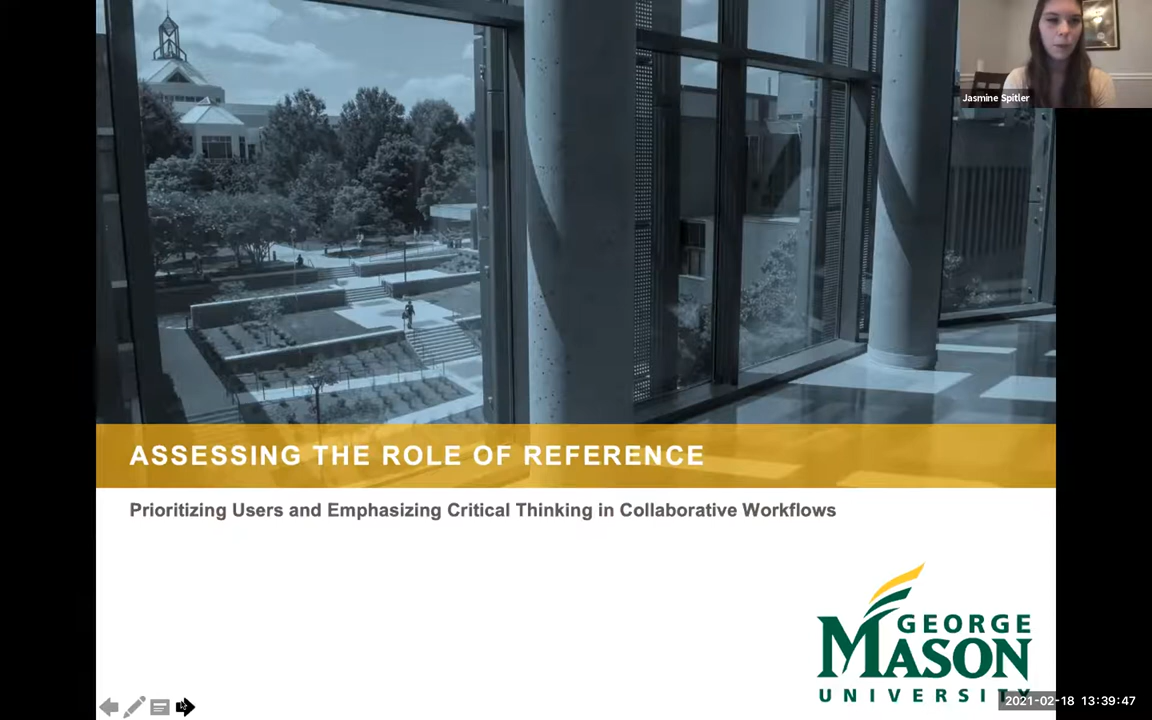 Jasmine Spitler
ASSESSING THE ROLE OF REFERENCE
Prioritizing Users and Emphasizing Critical Thinking in Collaborative Workflows
GEORGE
MASON
UNIVERSITY
2021-02-18 13:39:47